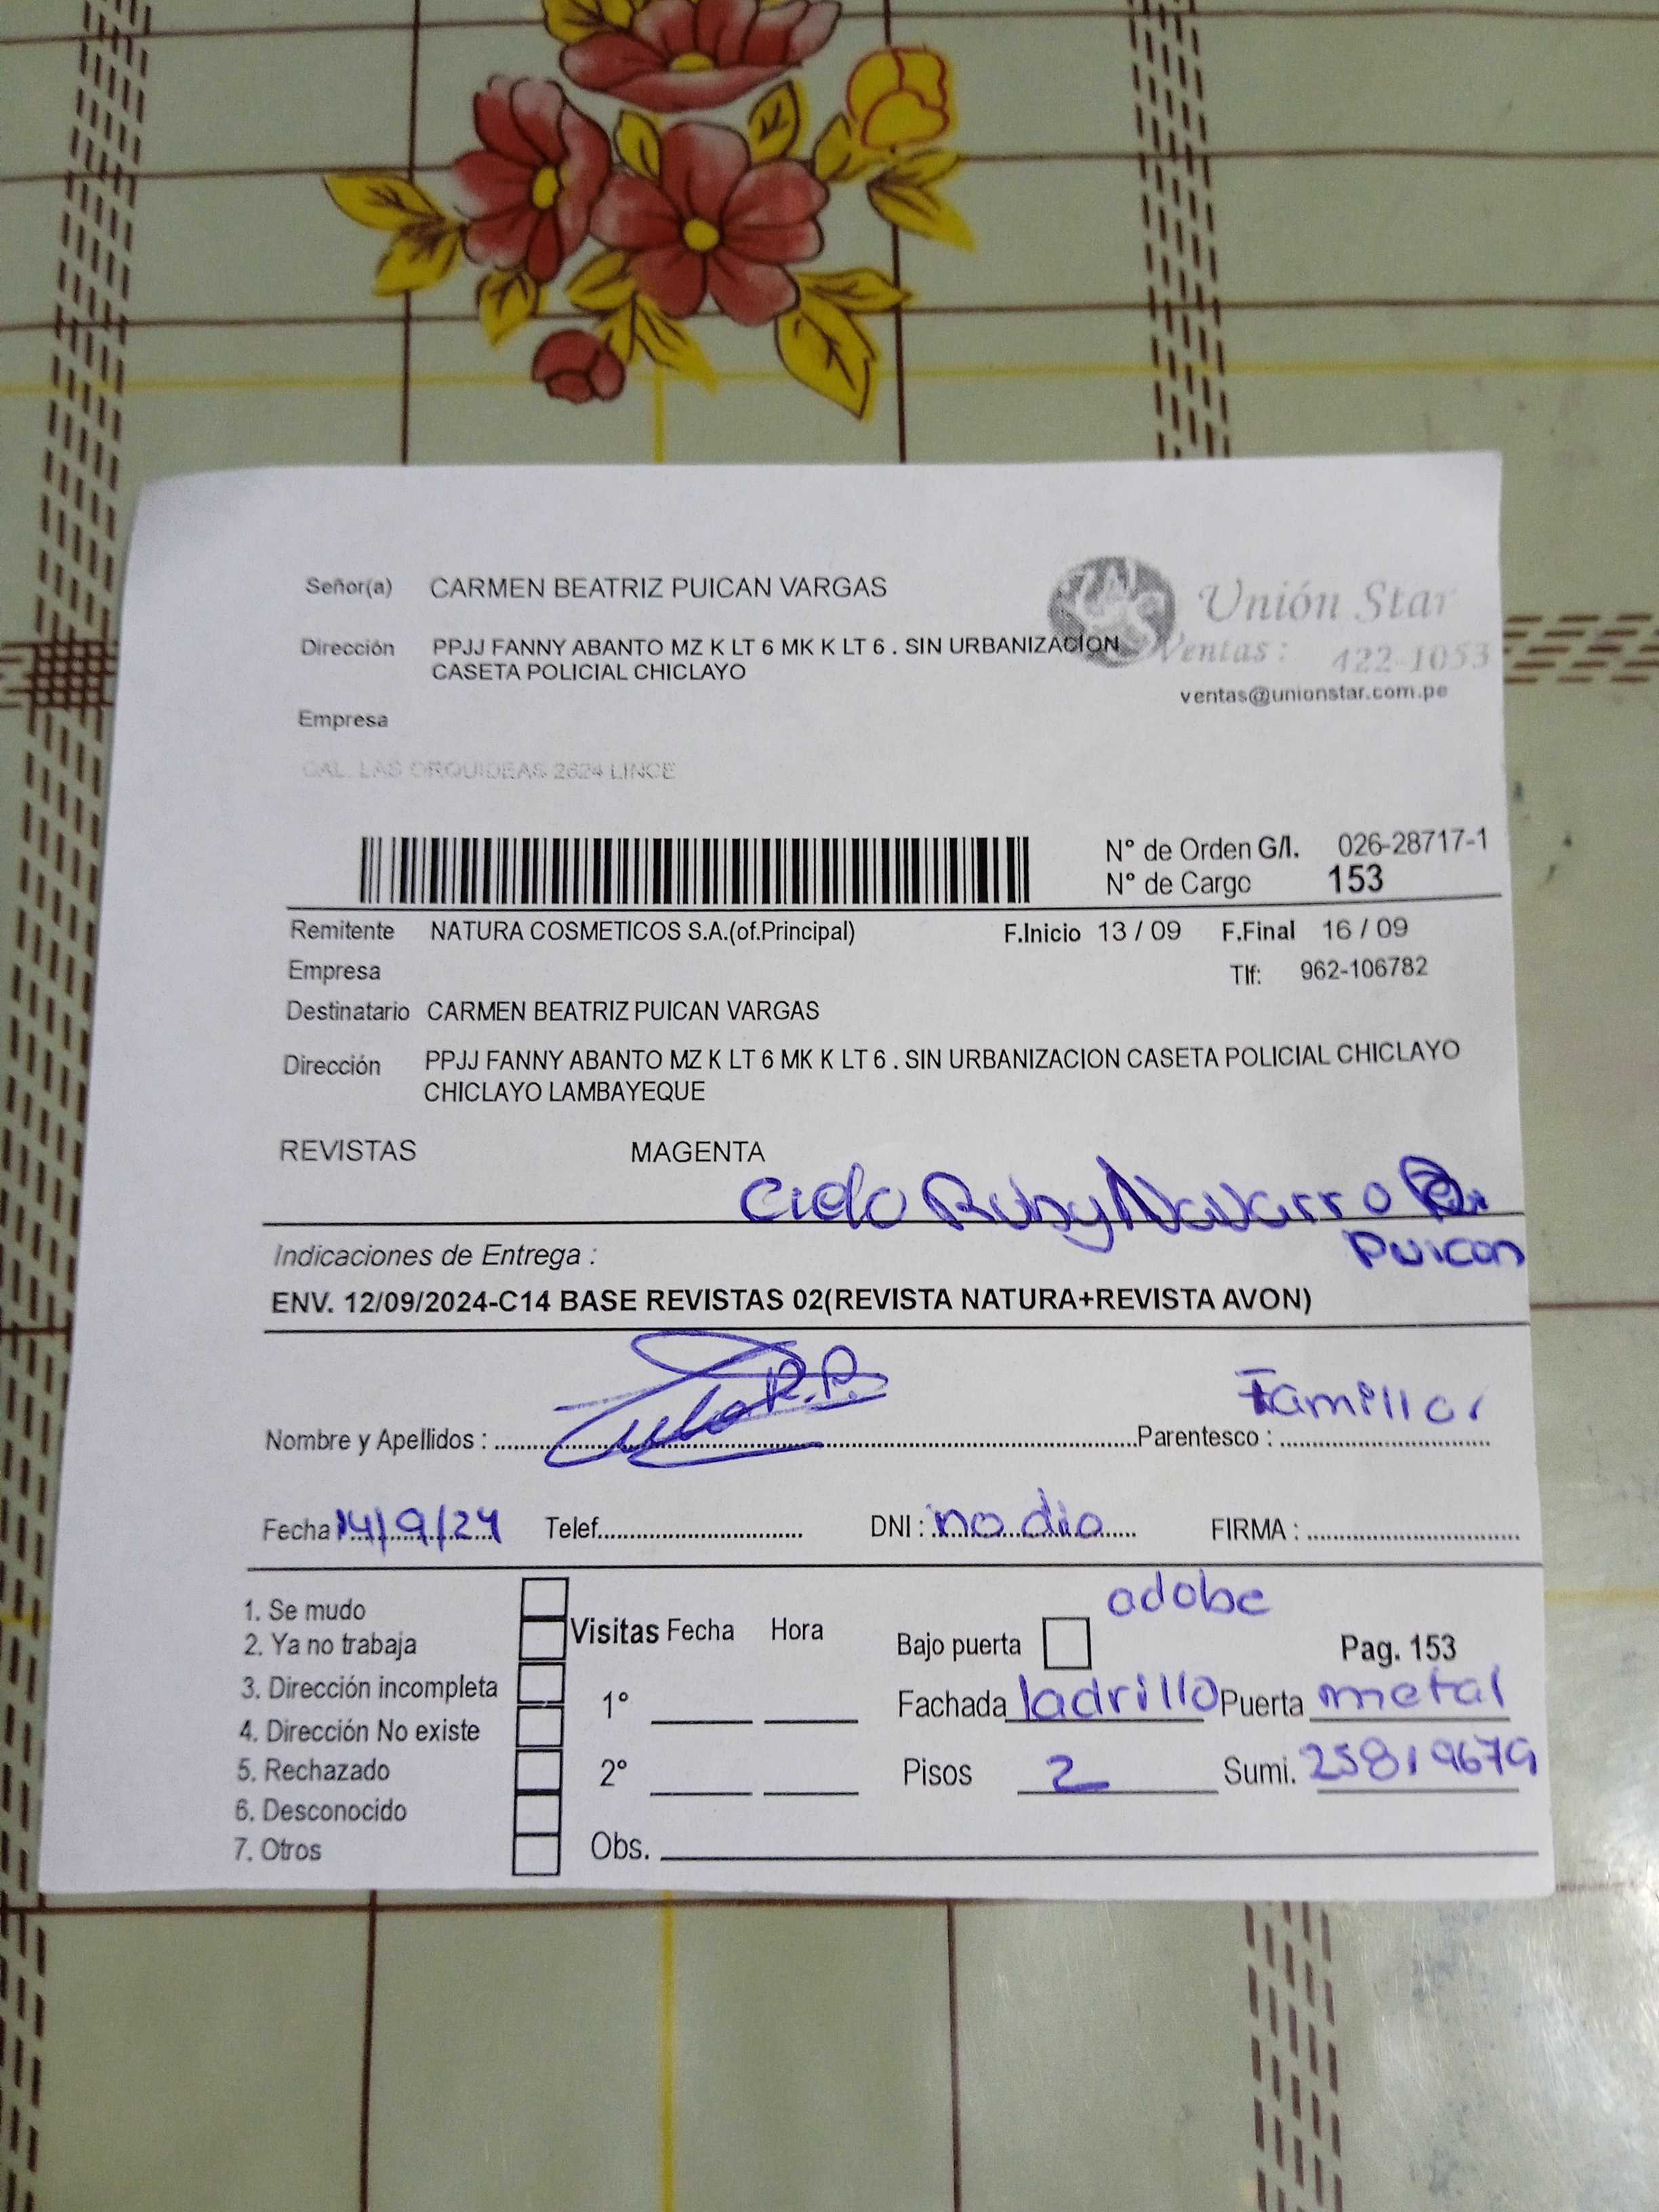 Señor(a) CARMEN BEATRIZ PUICAN VARGAS
Unión Star
Dirección PPJJ FANNY ABANTO MZ K LT 6 MK K LT 6 . SIN URBANIZACION
CASETA POLICIAL CHICLAYO
Ventas : 422-1053
ventas@unionstar.com.pe
Empresa
CAL. LAS ORQUIDEAS 2624 LINCE
N° de Orden G/I. 026-28717-1
N° de Cargo 153
Remitente NATURA COSMETICOS S.A.(of.Principal) F.Inicio 13 / 09 F.Final 16 / 09
Empresa Tlf: 962-106782
Destinatario CARMEN BEATRIZ PUICAN VARGAS
Dirección PPJJ FANNY ABANTO MZ K LT 6 MK K LT 6 . SIN URBANIZACION CASETA POLICIAL CHICLAYO
CHICLAYO LAMBAYEQUE
REVISTAS MAGENTA
Cielo Ruby Navarro
Puican
Indicaciones de Entrega :
ENV. 12/09/2024-C14 BASE REVISTAS 02(REVISTA NATURA+REVISTA AVON)
Nombre y Apellidos : Parentesco : Familiar
Fecha 14/9/24 Telef. DNI : no dio FIRMA :
adobe
1. Se mudo
2. Ya no trabaja
3. Dirección incompleta
4. Dirección No existe
5. Rechazado
6. Desconocido
7. Otros
Visitas Fecha Hora
1°
2°
Obs.
Bajo puerta Pag. 153
Fachada ladrillo Puerta metal
Pisos 2 Sumi. 25819679